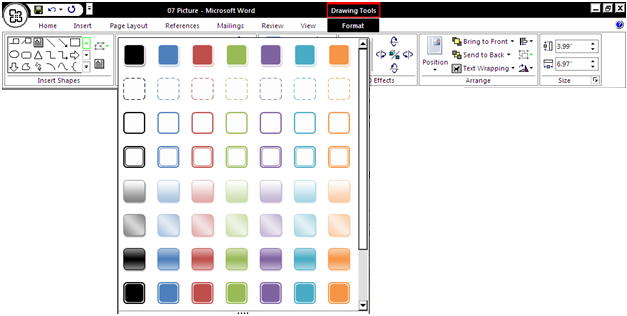 07 Picture - Microsoft Word
Drawing Tools
Home Insert Page Layout References Mailings Review View Format
Insert Shapes
Effects
Position
Bring to Front
Send to Back
Text Wrapping
Arrange
3.99"
6.97"
Size